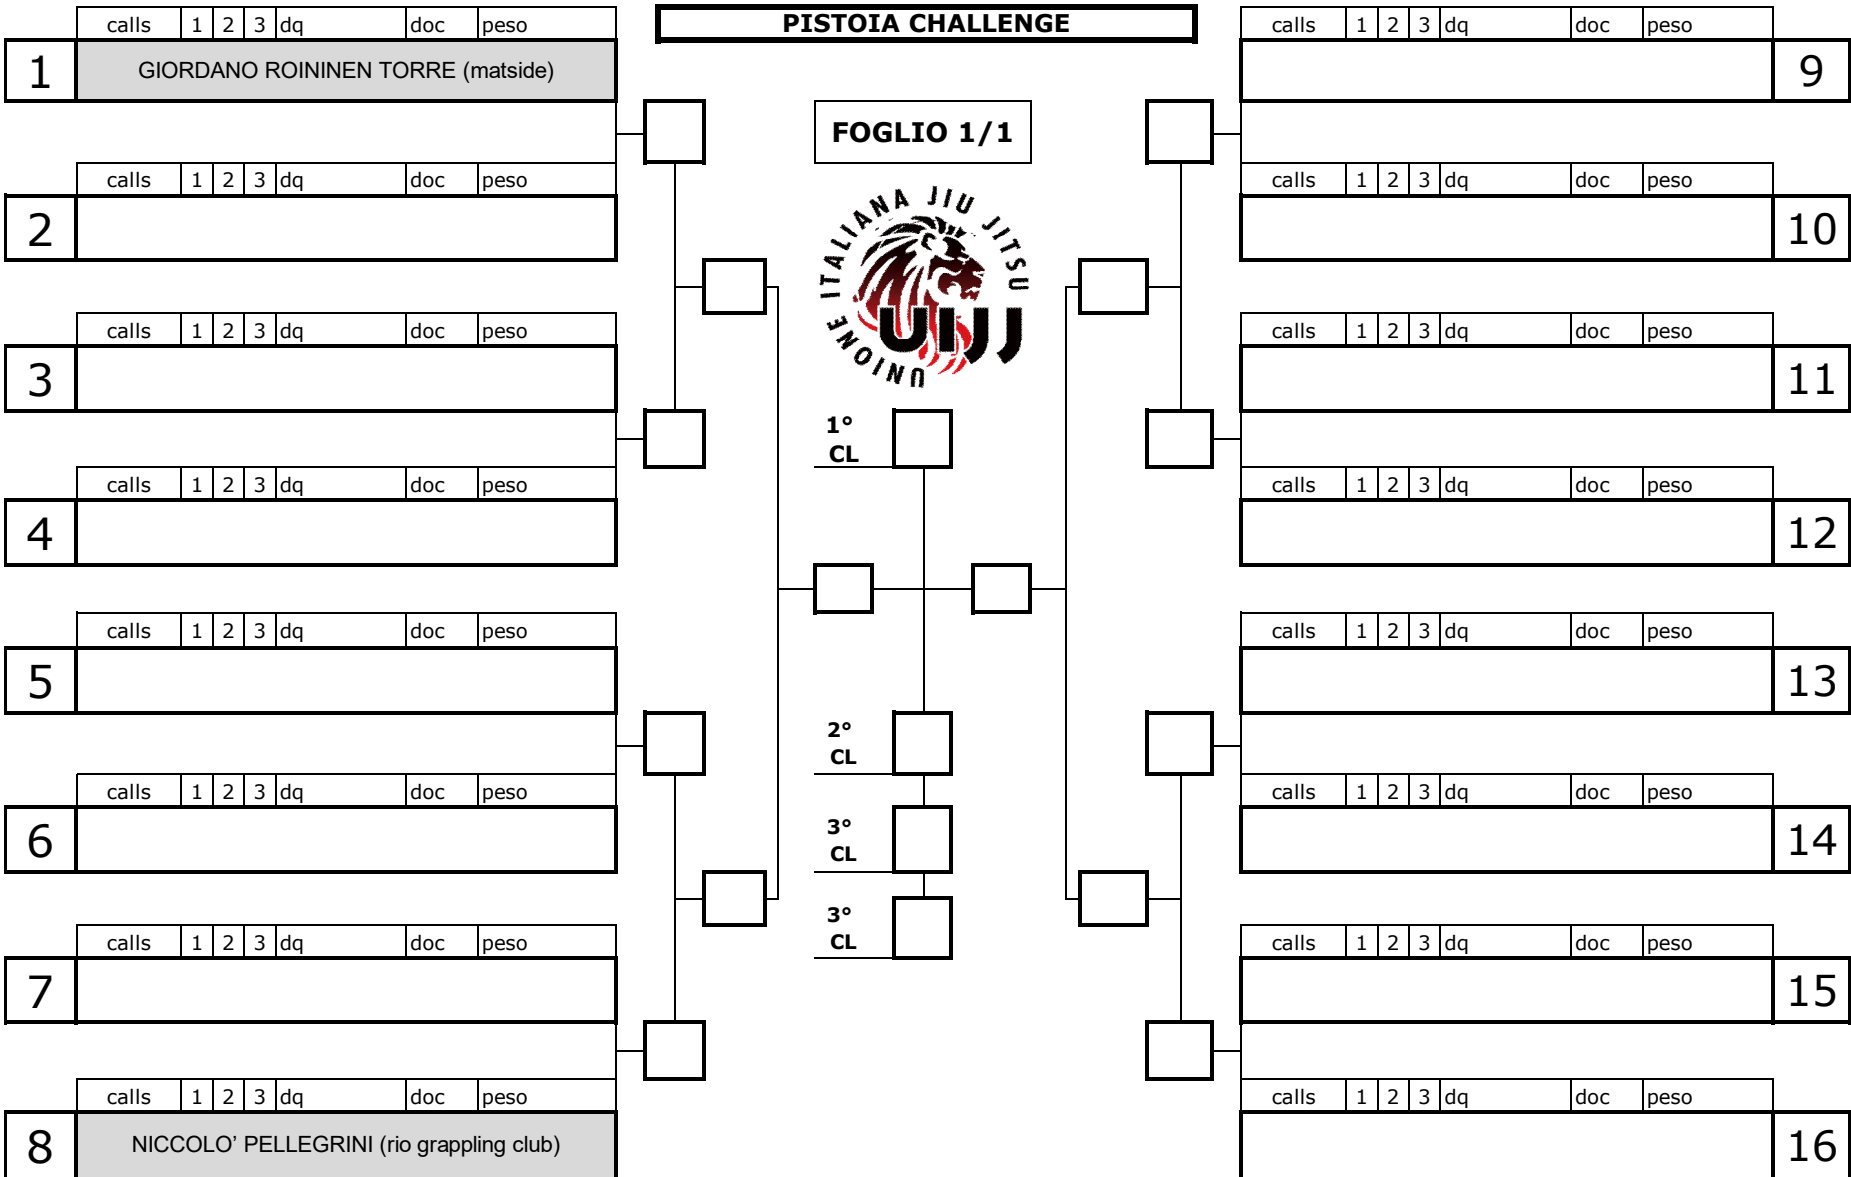 PISTOIA CHALLENGE
calls 1 2 3 dq doc peso
1 GIORDANO ROININEN TORRE (matside)
calls 1 2 3 dq doc peso
2
calls 1 2 3 dq doc peso
3
calls 1 2 3 dq doc peso
4
calls 1 2 3 dq doc peso
5
calls 1 2 3 dq doc peso
6
calls 1 2 3 dq doc peso
7
calls 1 2 3 dq doc peso
8 NICCOLO’ PELLEGRINI (rio grappling club)
FOGLIO 1/1
UNIONE ITALIANA JIU JITSU
UIJJ
1°
CL
2°
CL
3°
CL
3°
CL
calls 1 2 3 dq doc peso
9
calls 1 2 3 dq doc peso
10
calls 1 2 3 dq doc peso
11
calls 1 2 3 dq doc peso
12
calls 1 2 3 dq doc peso
13
calls 1 2 3 dq doc peso
14
calls 1 2 3 dq doc peso
15
calls 1 2 3 dq doc peso
16